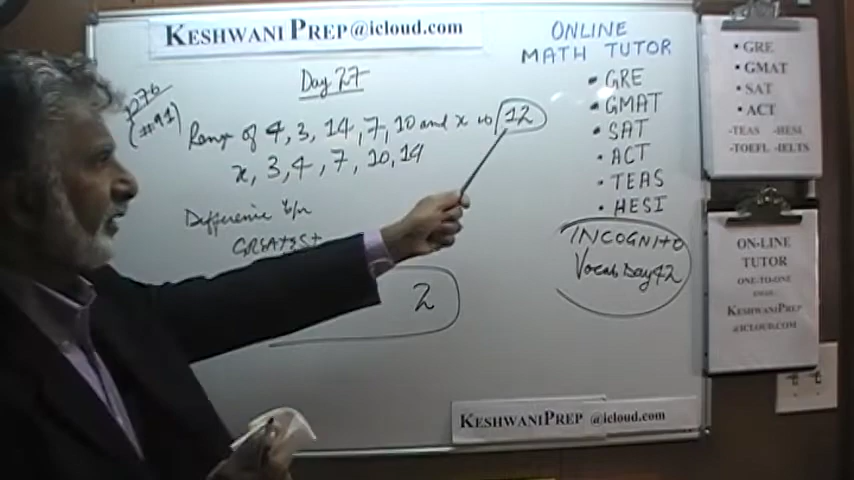 KESHWANI PREP@icloud.com
Day 27
p276
(#91)
Range of 4, 3, 14, 7, 10 and x is 12
x, 3, 4, 7, 10, 14
Difference b/n
GREATEST
2
ONLINE
MATH TUTOR
• GRE
• GMAT
• SAT
• ACT
• TEAS
• HESI
INCOGNITO
Vocab Day 42
• GRE
• GMAT
• SAT
• ACT
-TEAS -HESI
-TOEFL -IELTS
ON-LINE
TUTOR
ONE-TO-ONE
KESHWANIPREP
@ICLOUD.COM
KESHWANIPREP @icloud.com